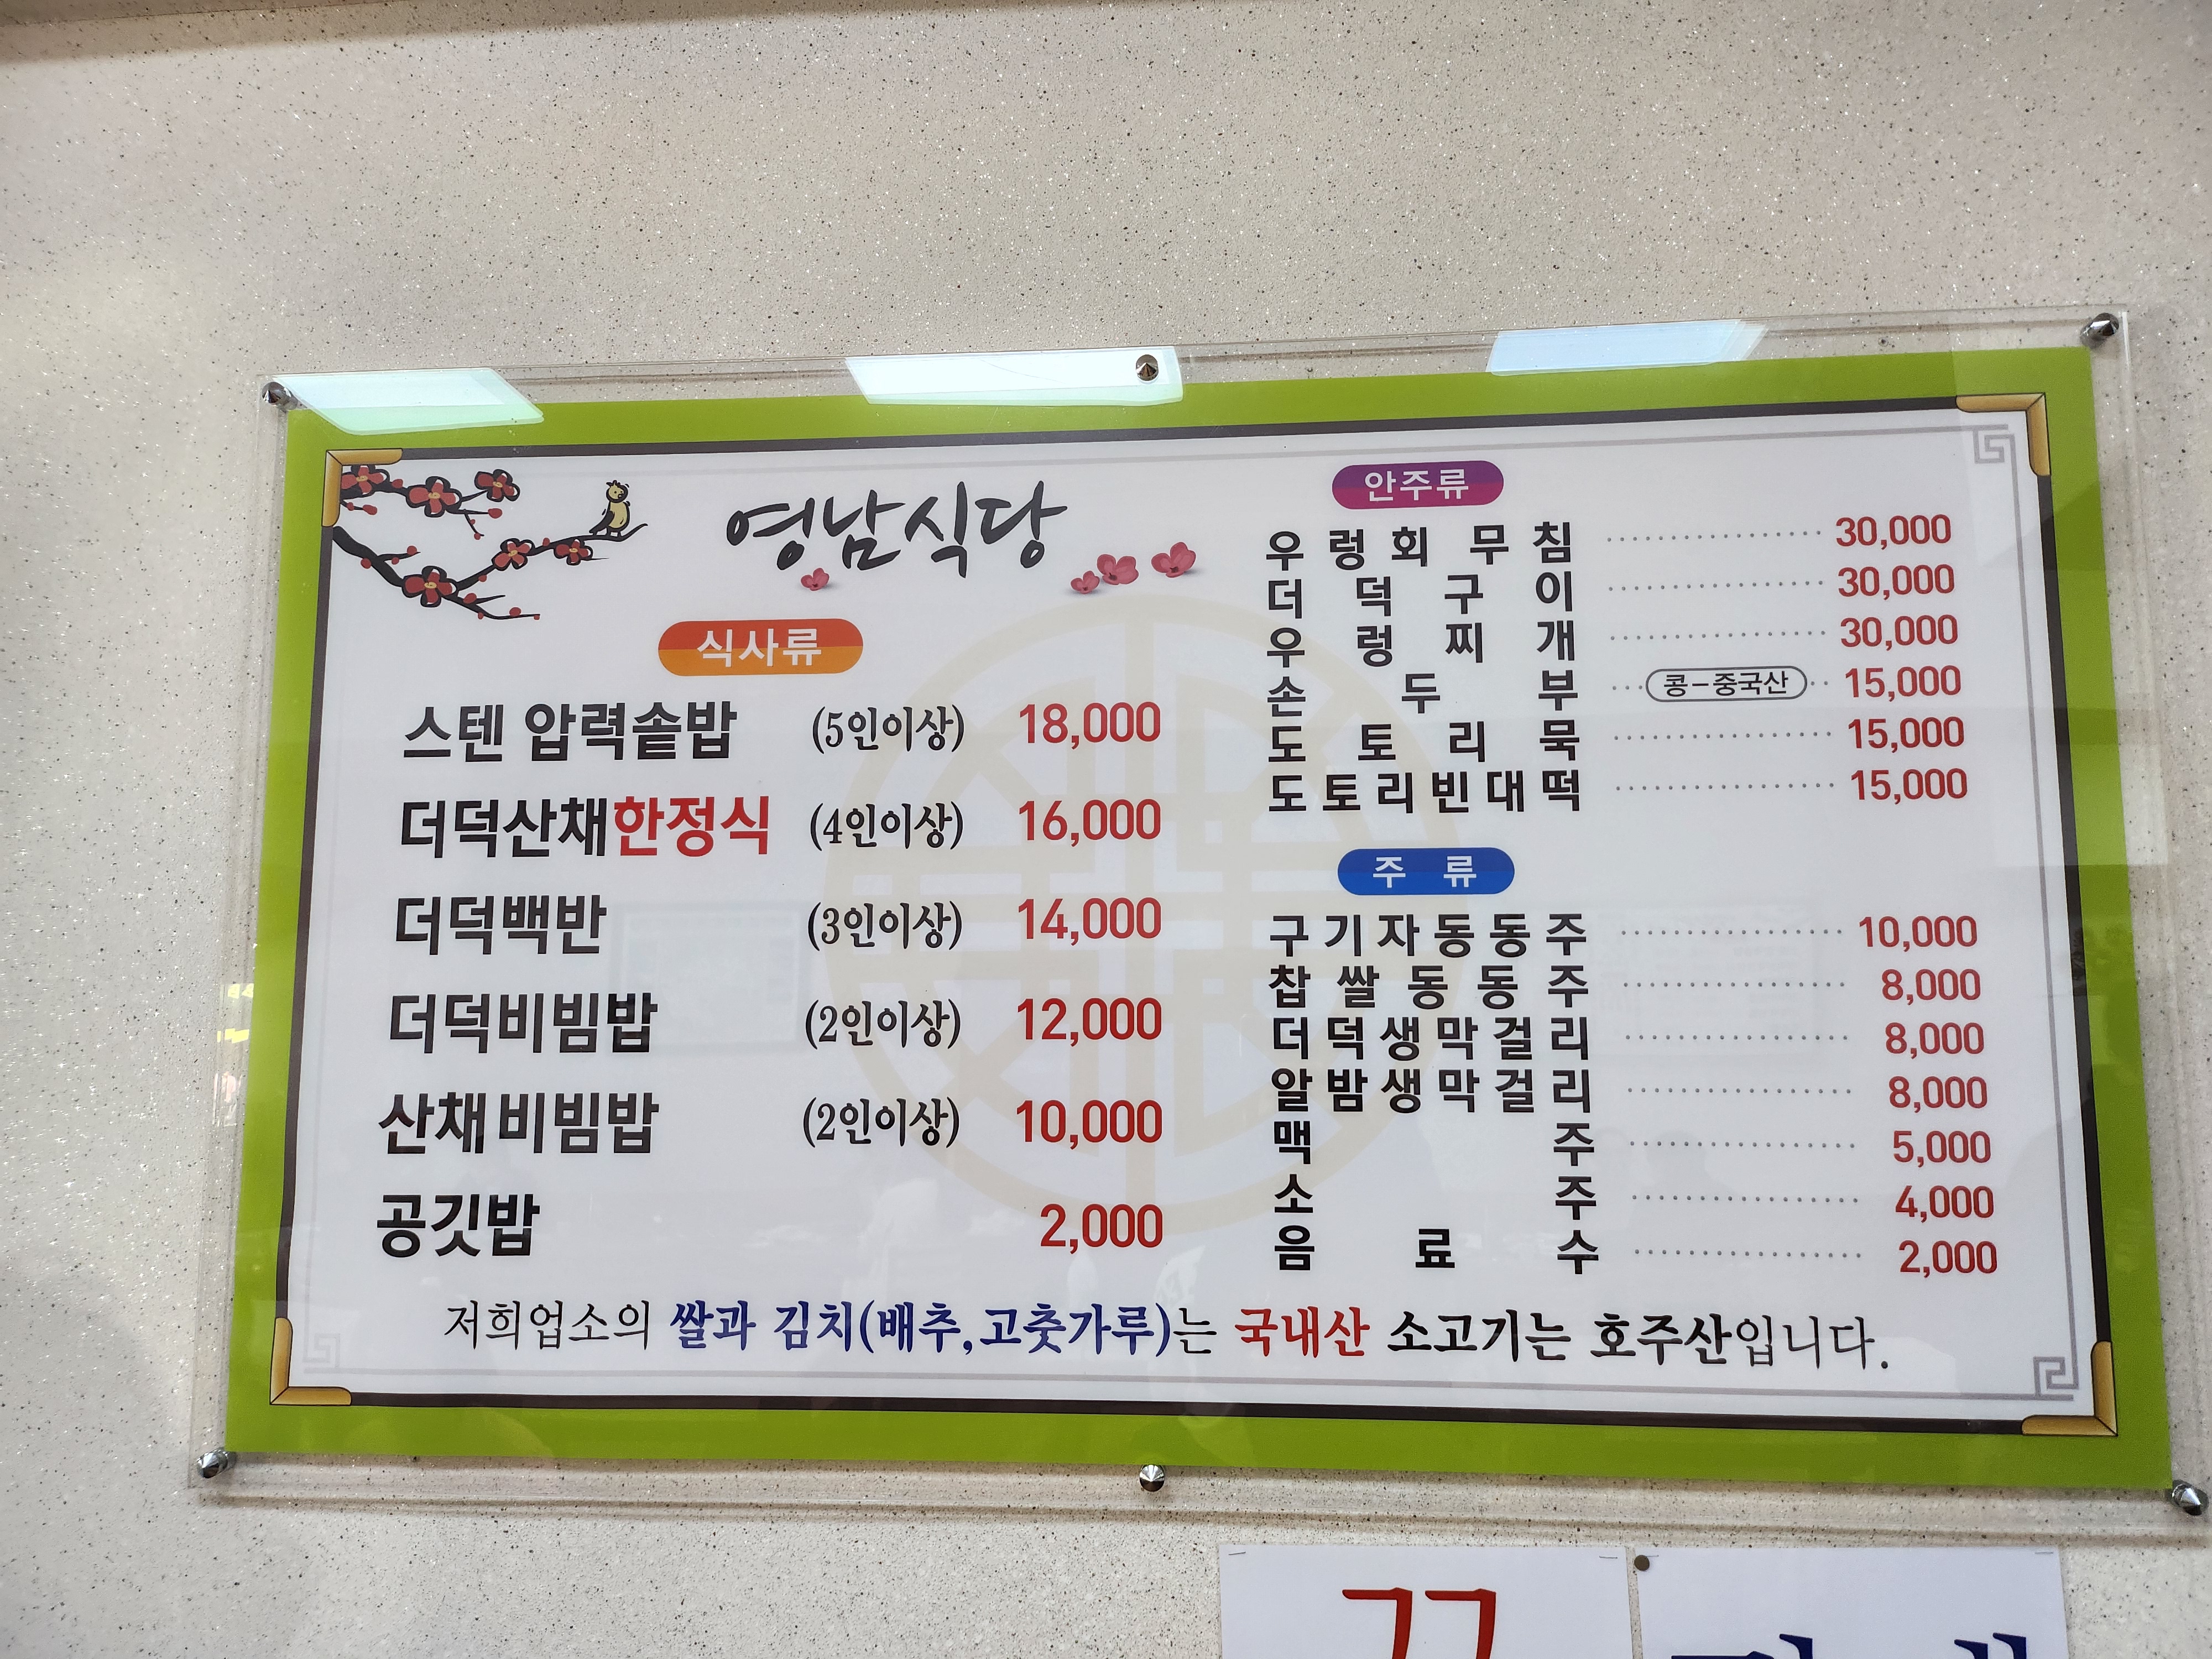 영남식당
식사류
스텐 압력솥밥 (5인이상) 18,000
더덕산채한정식 (4인이상) 16,000
더덕백반 (3인이상) 14,000
더덕비빔밥 (2인이상) 12,000
산채비빔밥 (2인이상) 10,000
공깃밥 2,000
안주류
우렁회 무침 30,000
더덕구이 30,000
우렁찌개 30,000
손두부 콩-중국산 15,000
도토리묵 15,000
도토리빈대떡 15,000
주류
구기자동동주 10,000
찹쌀동동주 8,000
더덕생막걸리 8,000
알밤생막걸리 8,000
맥주 5,000
소주 4,000
음료수 2,000
저희업소의 쌀과 김치(배추,고춧가루)는 국내산 소고기는 호주산입니다.